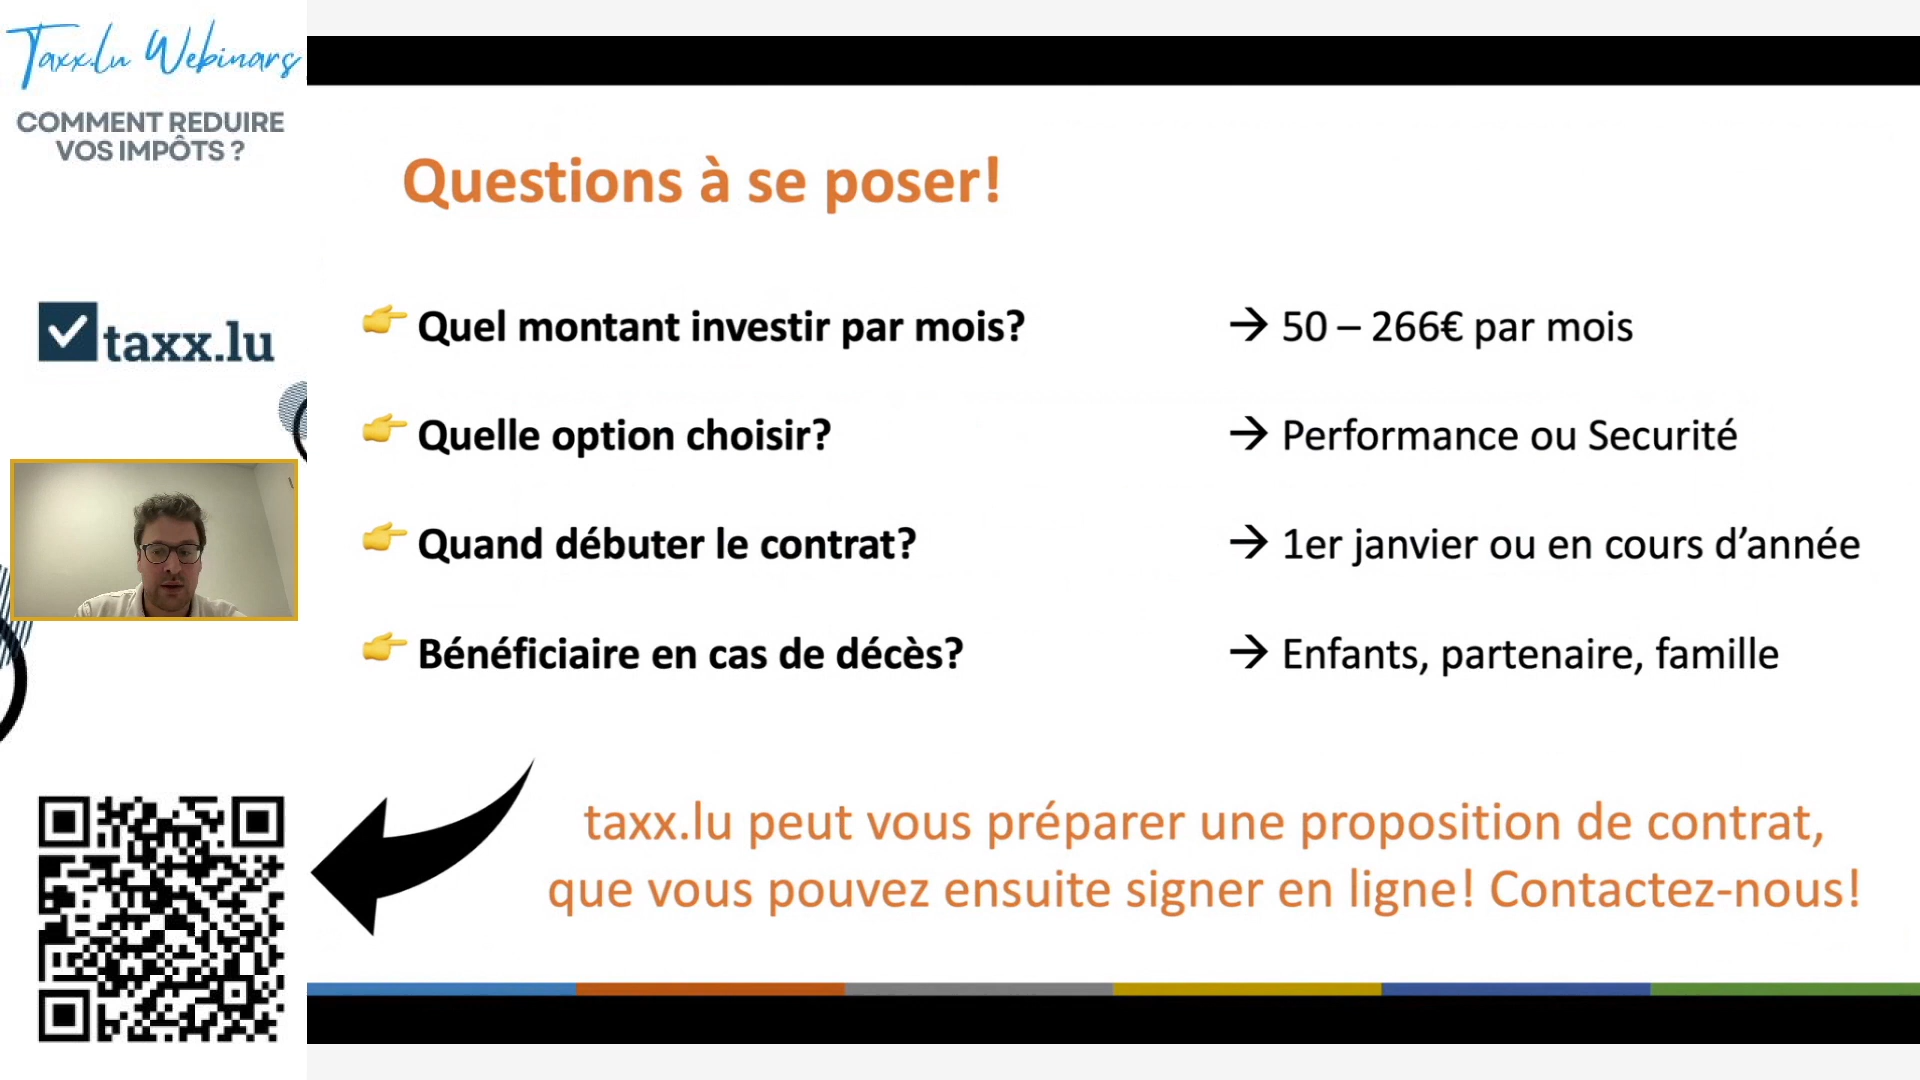 Taxx.lu Webinars
COMMENT REDUIRE
VOS IMPÔTS ?
taxx.lu
Questions à se poser!
👉 Quel montant investir par mois? → 50 – 266€ par mois
👉 Quelle option choisir? → Performance ou Securité
👉 Quand débuter le contrat? → 1er janvier ou en cours d’année
👉 Bénéficiaire en cas de décès? → Enfants, partenaire, famille
taxx.lu peut vous préparer une proposition de contrat,
que vous pouvez ensuite signer en ligne! Contactez-nous!